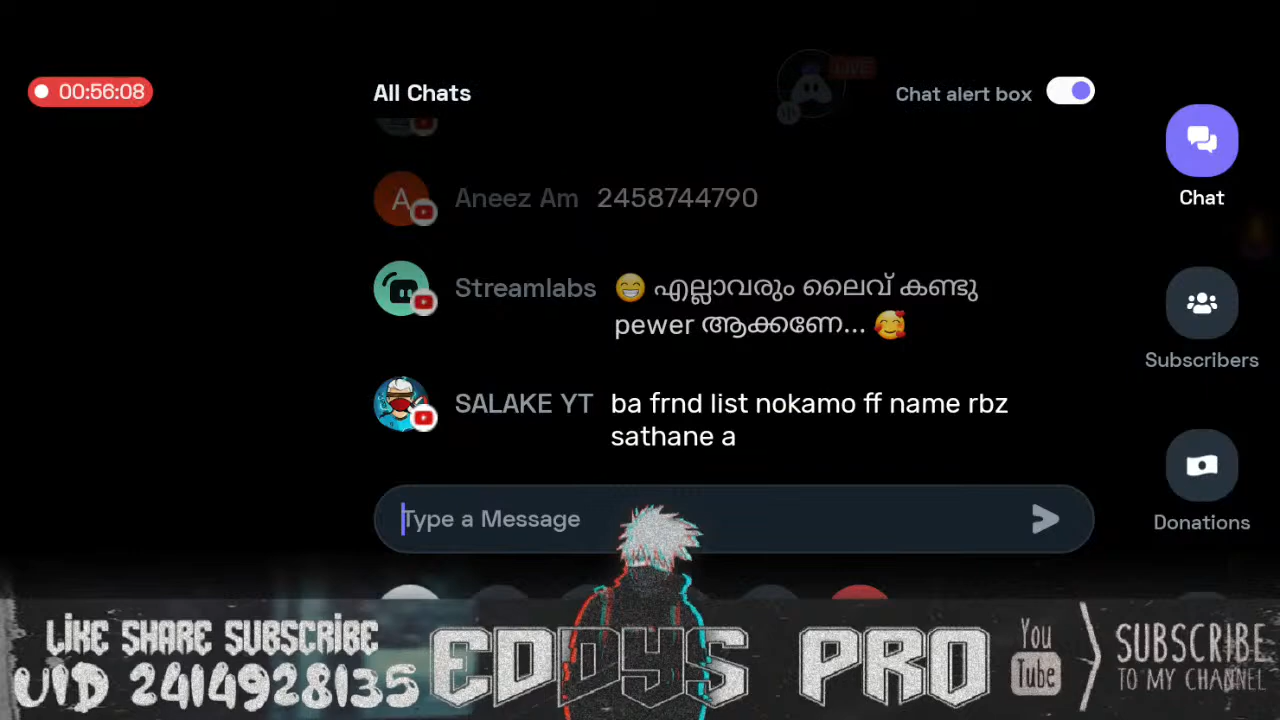 00:56:08
All Chats
LIVE
Chat alert box
Chat
A
Aneez Am 2458744790
Streamlabs 😁 എല്ലാവരും ലൈവ് കണ്ടു
pewer ആക്കണേ... 🥰
Subscribers
SALAKE YT ba frnd list nokamo ff name rbz
sathane a
Type a Message
Donations
LIKE SHARE SUBSCRIBE
UID 2414928135
EDDYS PRO
You
Tube
SUBSCRIBE
TO MY CHANNEL